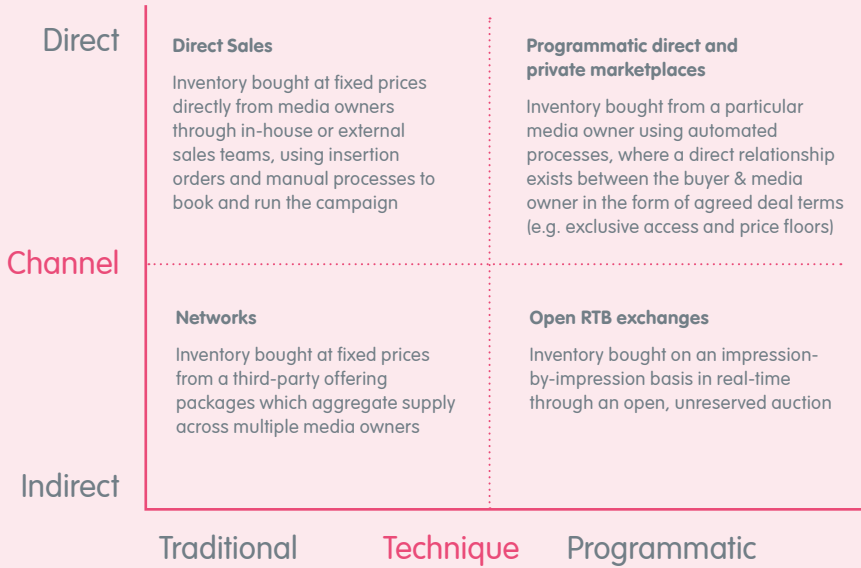 Direct
Direct Sales
Inventory bought at fixed prices
directly from media owners
through in-house or external
sales teams, using insertion
orders and manual processes to
book and run the campaign
Programmatic direct and
private marketplaces
Inventory bought from a particular
media owner using automated
processes, where a direct relationship
exists between the buyer & media
owner in the form of agreed deal terms
(e.g. exclusive access and price floors)
Channel
Networks
Inventory bought at fixed prices
from a third-party offering
packages which aggregate supply
across multiple media owners
Open RTB exchanges
Inventory bought on an impression-
by-impression basis in real-time
through an open, unreserved auction
Indirect
Traditional
Technique
Programmatic